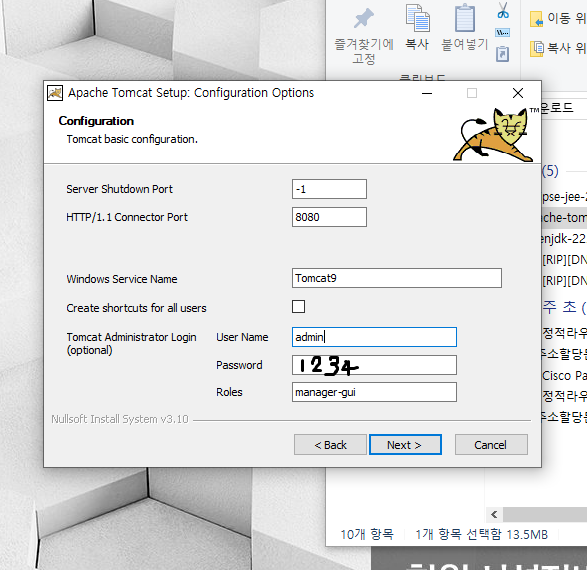 이동 위
즐겨찾기에 고정
복사
붙여넣기
복사 위
클립보드
Apache Tomcat Setup: Configuration Options
Configuration
Tomcat basic configuration.
TM
운로드
Server Shutdown Port -1
HTTP/1.1 Connector Port 8080
Windows Service Name Tomcat9
Create shortcuts for all users
Tomcat Administrator Login (optional)
User Name admin
Password 1234
Roles manager-gui
Nullsoft Install System v3.10
< Back
Next >
Cancel
(5)
pse-jee-2
che-tom
enjdk-22
[RIP][DN
[RIP][DN
주 초 (
정적라우
주소할당된
Cisco Pa
정적라우
소할당된
10개 항목
1개 항목 선택함 13.5MB